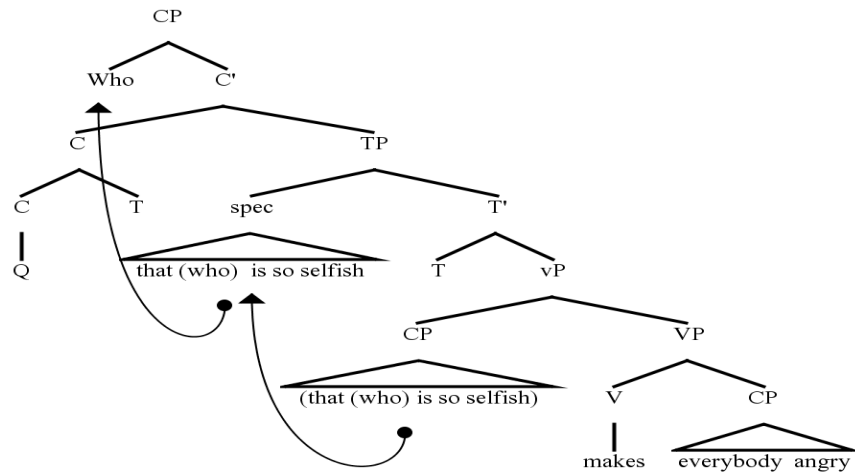 CP
Who C'
C TP
C T spec T'
Q that (who) is so selfish T vP
CP VP
(that (who) is so selfish) V CP
makes everybody angry